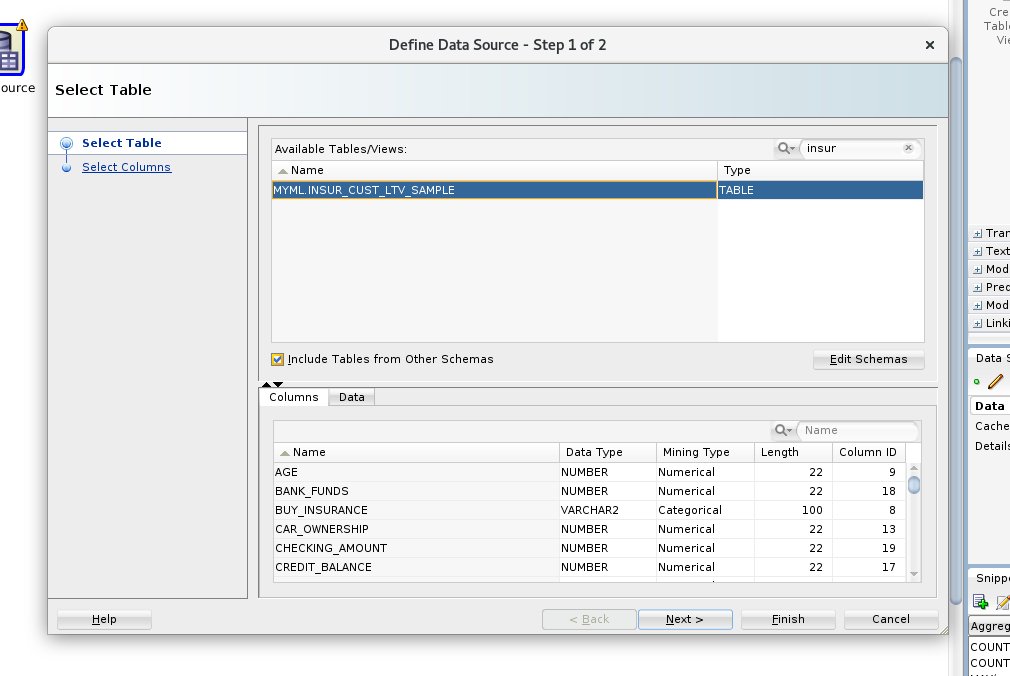 ource
Define Data Source - Step 1 of 2
Select Table
Select Table
Select Columns
Available Tables/Views:
insur
Name Type
MYML.INSUR_CUST_LTV_SAMPLE TABLE
Include Tables from Other Schemas
Edit Schemas
Columns Data
Name
Name Data Type Mining Type Length Column ID
AGE NUMBER Numerical 22 9
BANK_FUNDS NUMBER Numerical 22 18
BUY_INSURANCE VARCHAR2 Categorical 100 8
CAR_OWNERSHIP NUMBER Numerical 22 13
CHECKING_AMOUNT NUMBER Numerical 22 19
CREDIT_BALANCE NUMBER Numerical 22 17
Help
< Back
Next >
Finish
Cancel
Cre
Table
Vie
Tran
Text
Mod
Pred
Mod
Linki
Data S
Data
Cache
Details
Snippe
Aggreg
COUNT
COUNT